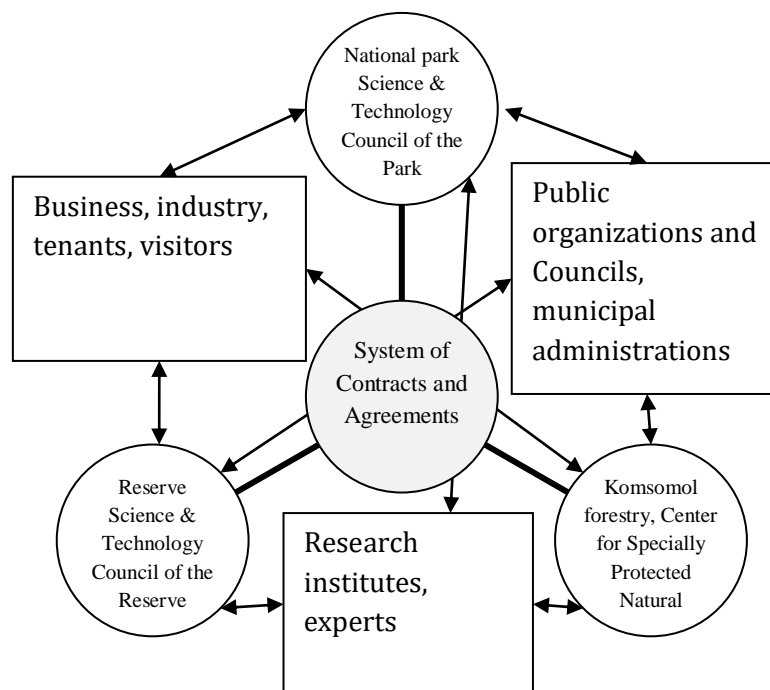 National park
Science &
Technology
Council of the
Park
Business, industry,
tenants, visitors
Public
organizations and
Councils,
municipal
administrations
System of
Contracts and
Agreements
Reserve
Science &
Technology
Council of the
Reserve
Research
institutes,
experts
Komsomol
forestry, Center
for Specially
Protected
Natural